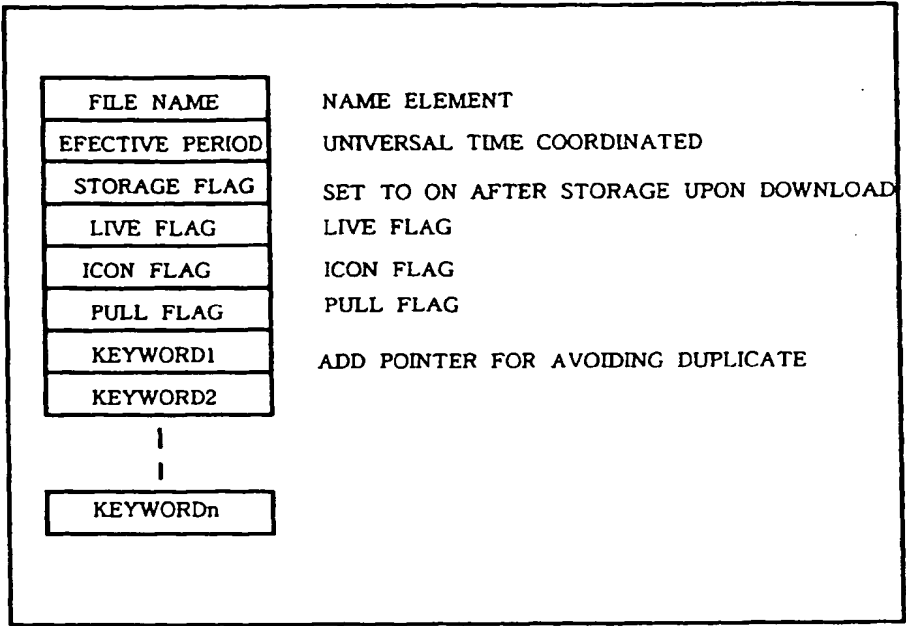 FILE NAME NAME ELEMENT
EFECTIVE PERIOD UNIVERSAL TIME COORDINATED
STORAGE FLAG SET TO ON AFTER STORAGE UPON DOWNLOAD
LIVE FLAG LIVE FLAG
ICON FLAG ICON FLAG
PULL FLAG PULL FLAG
KEYWORD1 ADD POINTER FOR AVOIDING DUPLICATE
KEYWORD2
KEYWORDn